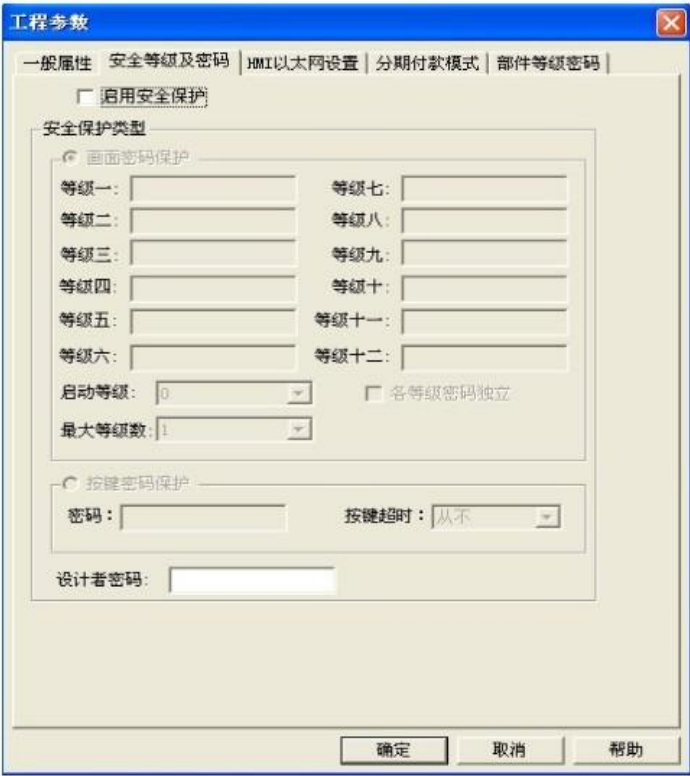 工程参数
一般属性 安全等级及密码 HMI以太网设置 分期付款模式 部件等级密码
启用安全保护
安全保护类型
画面密码保护
等级一: 等级七:
等级二: 等级八:
等级三: 等级九:
等级四: 等级十:
等级五: 等级十一:
等级六: 等级十二:
启动等级: 0 各等级密码独立
最大等级数: 1
按键密码保护
密码: 按键超时: 从不
设计者密码:
确定 取消 帮助